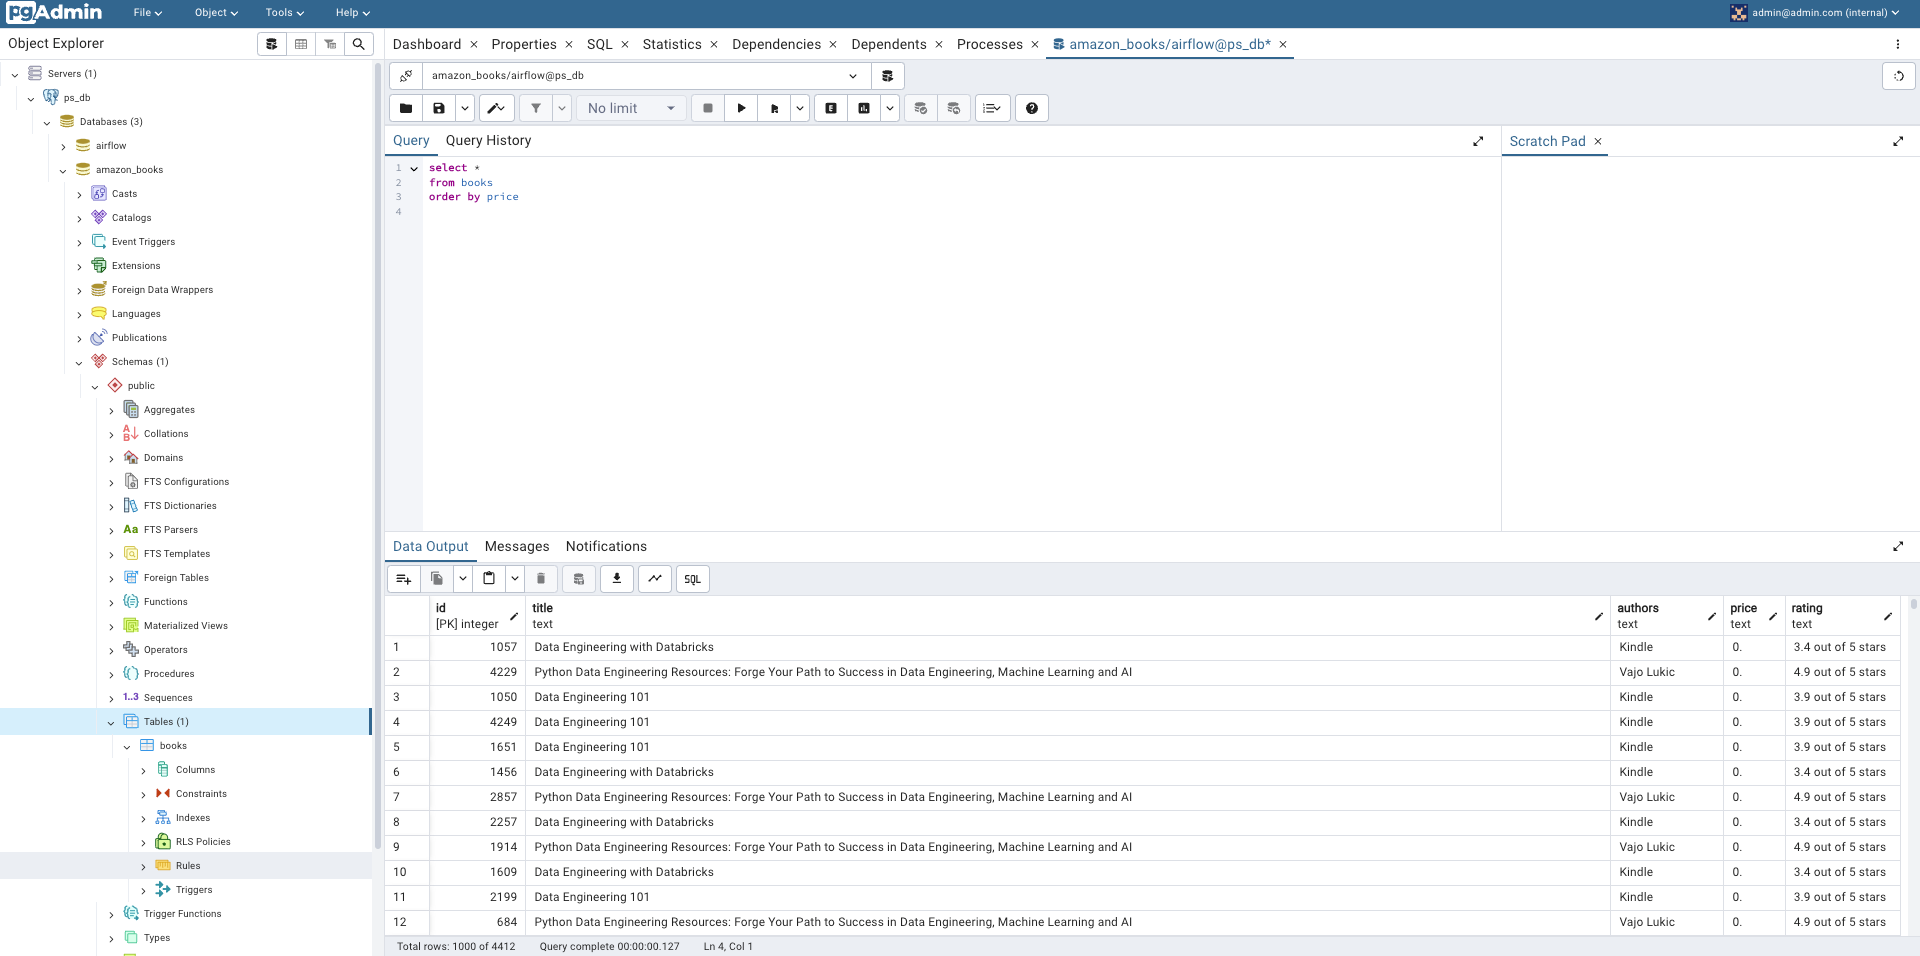 pgAdmin File Object Tools Help admin@admin.com (internal)
Object Explorer
Dashboard Properties SQL Statistics Dependencies Dependents Processes amazon_books/airflow@ps_db*
Servers (1)
ps_db
Databases (3)
airflow
amazon_books
Casts
Catalogs
Event Triggers
Extensions
Foreign Data Wrappers
Languages
Publications
Schemas (1)
public
Aggregates
Collations
Domains
FTS Configurations
FTS Dictionaries
Aa FTS Parsers
FTS Templates
Foreign Tables
Functions
Materialized Views
Operators
Procedures
1..3 Sequences
Tables (1)
books
Columns
Constraints
Indexes
RLS Policies
Rules
Triggers
Trigger Functions
Types
amazon_books/airflow@ps_db
No limit
E
Query Query History
Scratch Pad
1 select *
2 from books
3 order by price
4
Data Output Messages Notifications
SQL
id title authors price rating
[PK] integer text text text text
1 1057 Data Engineering with Databricks Kindle 0. 3.4 out of 5 stars
2 4229 Python Data Engineering Resources: Forge Your Path to Success in Data Engineering, Machine Learning and AI Vajo Lukic 0. 4.9 out of 5 stars
3 1050 Data Engineering 101 Kindle 0. 3.9 out of 5 stars
4 4249 Data Engineering 101 Kindle 0. 3.9 out of 5 stars
5 1651 Data Engineering 101 Kindle 0. 3.9 out of 5 stars
6 1456 Data Engineering with Databricks Kindle 0. 3.4 out of 5 stars
7 2857 Python Data Engineering Resources: Forge Your Path to Success in Data Engineering, Machine Learning and AI Vajo Lukic 0. 4.9 out of 5 stars
8 2257 Data Engineering with Databricks Kindle 0. 3.4 out of 5 stars
9 1914 Python Data Engineering Resources: Forge Your Path to Success in Data Engineering, Machine Learning and AI Vajo Lukic 0. 4.9 out of 5 stars
10 1609 Data Engineering with Databricks Kindle 0. 3.4 out of 5 stars
11 2199 Data Engineering 101 Kindle 0. 3.9 out of 5 stars
12 684 Python Data Engineering Resources: Forge Your Path to Success in Data Engineering, Machine Learning and AI Vajo Lukic 0. 4.9 out of 5 stars
Total rows: 1000 of 4412 Query complete 00:00:00.127 Ln 4, Col 1